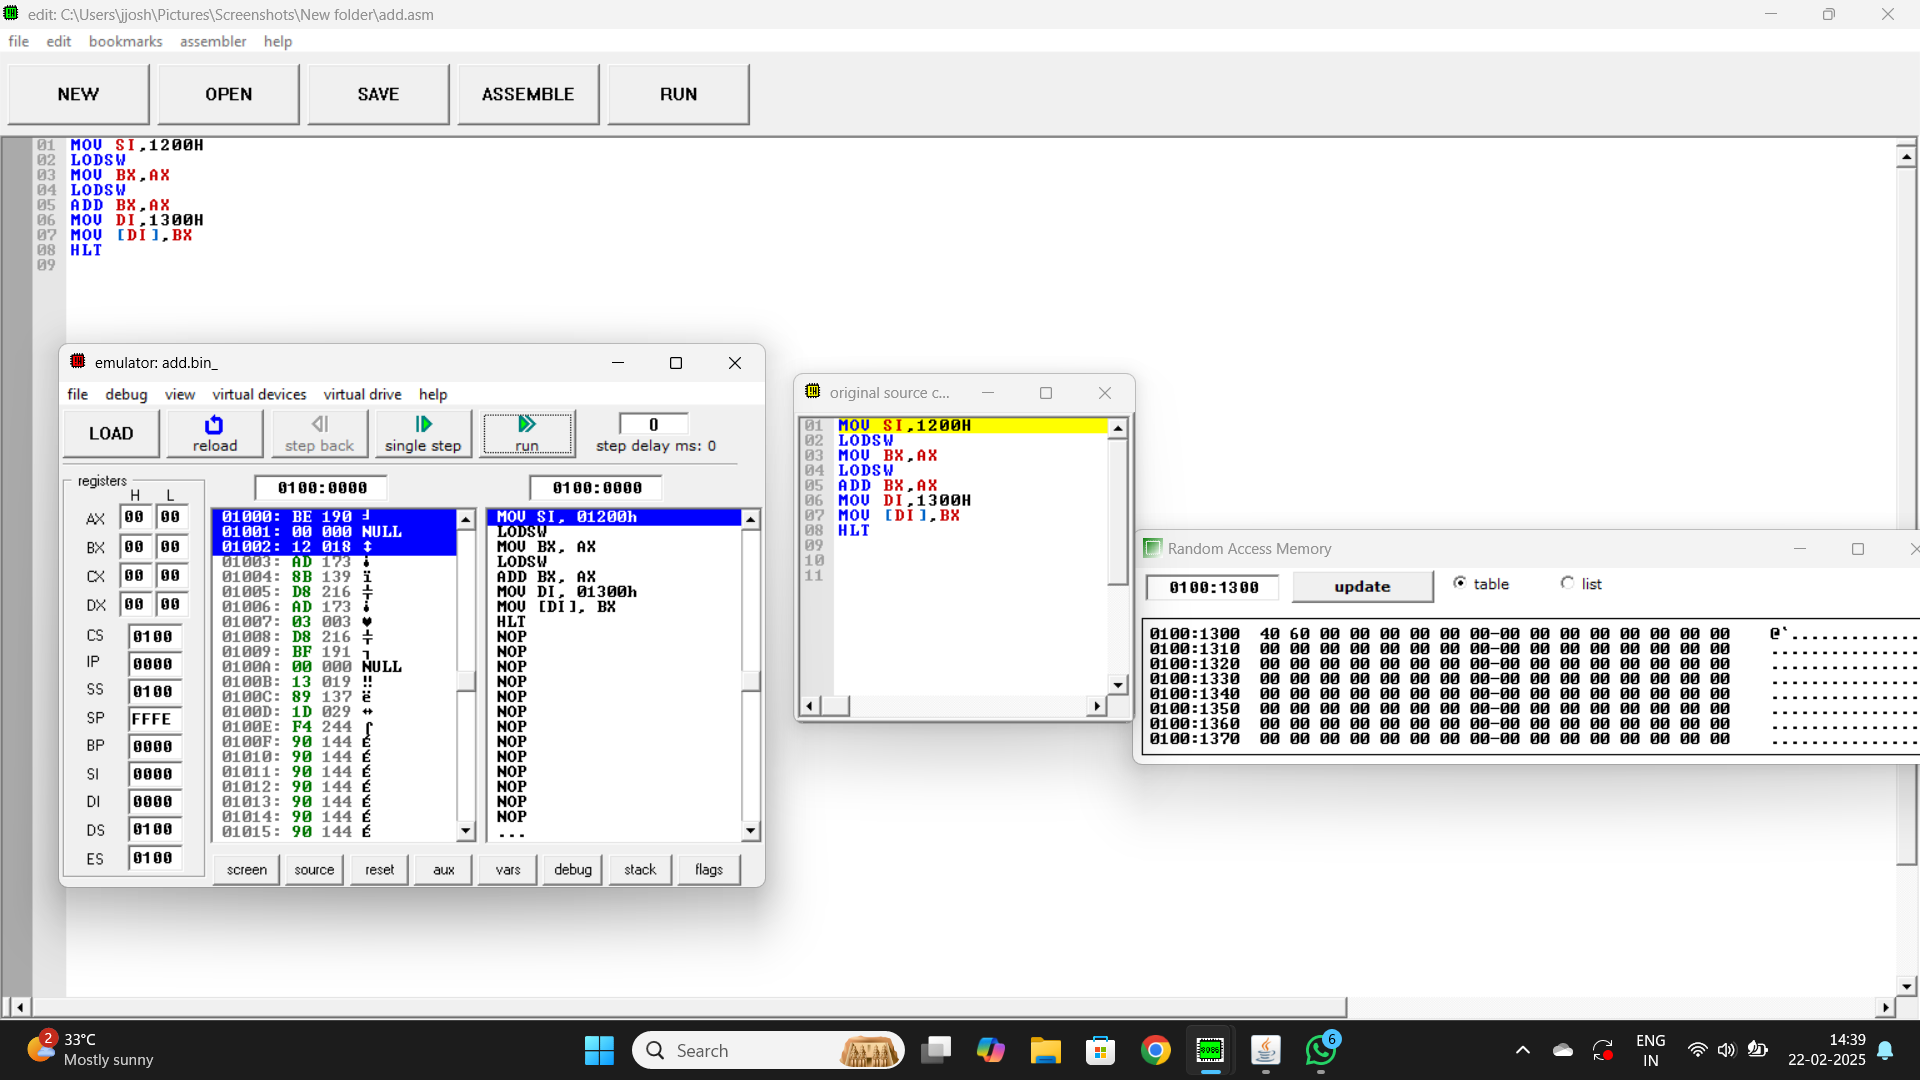 edit: C:\Users\jjosh\Pictures\Screenshots\New folder\add.asm
file edit bookmarks assembler help
NEW OPEN SAVE ASSEMBLE RUN
01 MOV SI,1200H
02 LODSW
03 MOV BX,AX
04 LODSW
05 ADD BX,AX
06 MOV DI,1300H
07 MOV [DI],BX
08 HLT
09
emulator: add.bin_
file debug view virtual devices virtual drive help
LOAD reload step back single step run 0
step delay ms: 0
registers
H L
AX 00 00
BX 00 00
CX 00 00
DX 00 00
CS 0100
IP 0000
SS 0100
SP FFFE
BP 0000
SI 0000
DI 0000
DS 0100
ES 0100
0100:0000
01000: BE 190 ╛
01001: 00 000 NULL
01002: 12 018 ↕
01003: AD 173 ¡
01004: 8B 139 ï
01005: D8 216 ╪
01006: AD 173 ¡
01007: 03 003 ♥
01008: D8 216 ╪
01009: BF 191 ┐
0100A: 00 000 NULL
0100B: 13 019 ‼
0100C: 89 137 ë
0100D: 1D 029 ↔
0100E: F4 244 ⌠
0100F: 90 144 É
01010: 90 144 É
01011: 90 144 É
01012: 90 144 É
01013: 90 144 É
01014: 90 144 É
01015: 90 144 É
0100:0000
MOV SI, 01200h
LODSW
MOV BX, AX
LODSW
ADD BX, AX
MOV DI, 01300h
MOV [DI], BX
HLT
NOP
NOP
NOP
NOP
NOP
NOP
NOP
NOP
NOP
NOP
NOP
NOP
NOP
...
screen source reset aux vars debug stack flags
original source c...
01 MOV SI,1200H
02 LODSW
03 MOV BX,AX
04 LODSW
05 ADD BX,AX
06 MOV DI,1300H
07 MOV [DI],BX
08 HLT
09
10
11
Random Access Memory
0100:1300 update table list
0100:1300 40 60 00 00 00 00 00 00-00 00 00 00 00 00 00 00 @`.............
0100:1310 00 00 00 00 00 00 00 00-00 00 00 00 00 00 00 00 ...............
0100:1320 00 00 00 00 00 00 00 00-00 00 00 00 00 00 00 00 ...............
0100:1330 00 00 00 00 00 00 00 00-00 00 00 00 00 00 00 00 ...............
0100:1340 00 00 00 00 00 00 00 00-00 00 00 00 00 00 00 00 ...............
0100:1350 00 00 00 00 00 00 00 00-00 00 00 00 00 00 00 00 ...............
0100:1360 00 00 00 00 00 00 00 00-00 00 00 00 00 00 00 00 ...............
0100:1370 00 00 00 00 00 00 00 00-00 00 00 00 00 00 00 00 ...............
2 33°C
Mostly sunny
Search
6
ENG
IN
14:39
22-02-2025